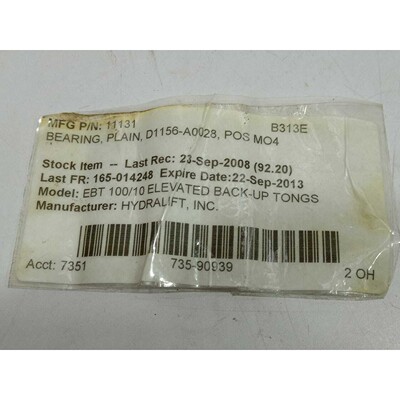 MFG P/N: 11131 B313E
BEARING, PLAIN, D1156-A0028, POS MO4
Stock Item -- Last Rec: 23-Sep-2008 (92.20)
Last FR: 165-014248 Expire Date:22-Sep-2013
Model: EBT 100/10 ELEVATED BACK-UP TONGS
Manufacturer: HYDRALIFT, INC.
Acct: 7351 735-90939 2 OH